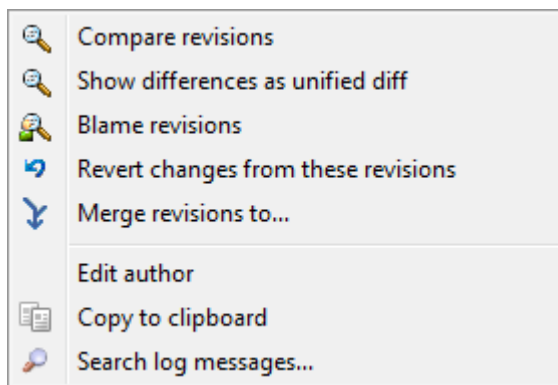 Compare revisions
Show differences as unified diff
Blame revisions
Revert changes from these revisions
Merge revisions to...
Edit author
Copy to clipboard
Search log messages...